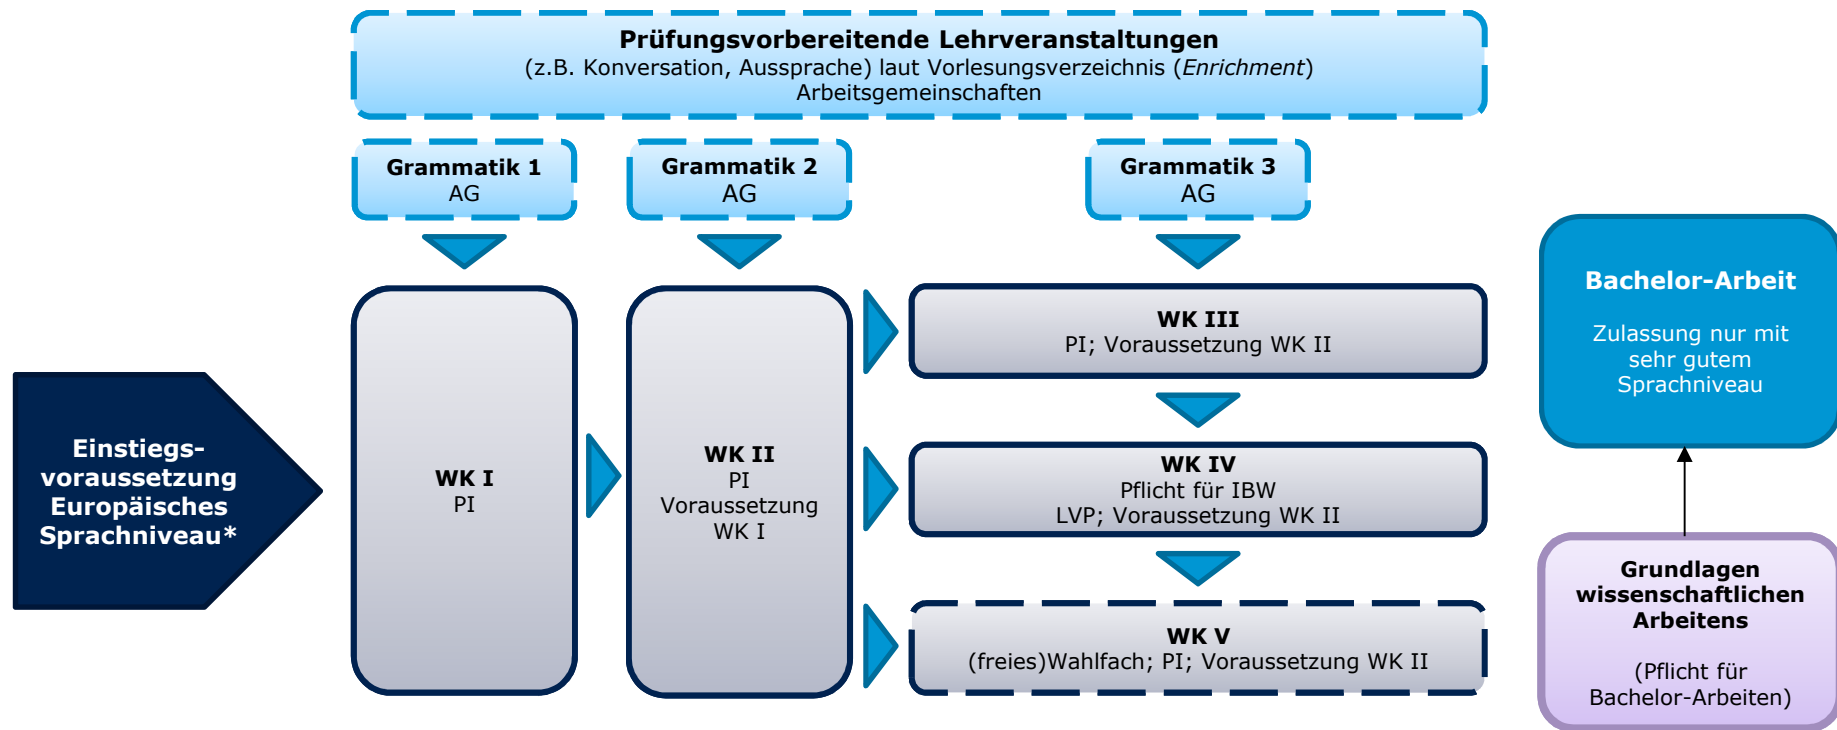 Prüfungsvorbereitende Lehrveranstaltungen
(z.B. Konversation, Aussprache) laut Vorlesungsverzeichnis (Enrichment)
Arbeitsgemeinschaften
Grammatik 1
AG
Grammatik 2
AG
Grammatik 3
AG
Einstiegs-
voraussetzung
Europäisches
Sprachniveau*
WK I
PI
WK II
PI
Voraussetzung
WK I
WK III
PI; Voraussetzung WK II
WK IV
Pflicht für IBW
LVP; Voraussetzung WK II
WK V
(freies)Wahlfach; PI; Voraussetzung WK II
Bachelor-Arbeit
Zulassung nur mit
sehr gutem
Sprachniveau
Grundlagen
wissenschaftlichen
Arbeitens
(Pflicht für
Bachelor-Arbeiten)